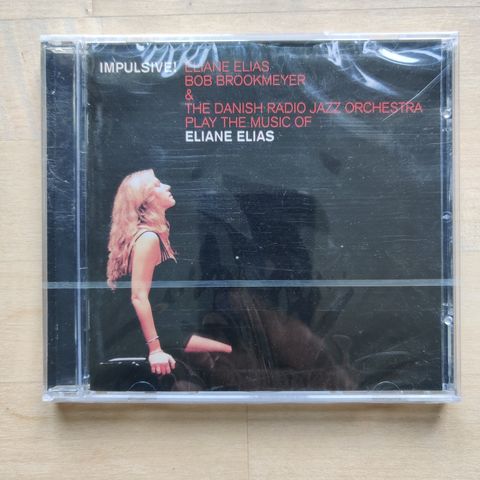 IMPULSIVE! ELIANE ELIAS
BOB BROOKMEYER
&
THE DANISH RADIO JAZZ ORCHESTRA
PLAY THE MUSIC OF
ELIANE ELIAS